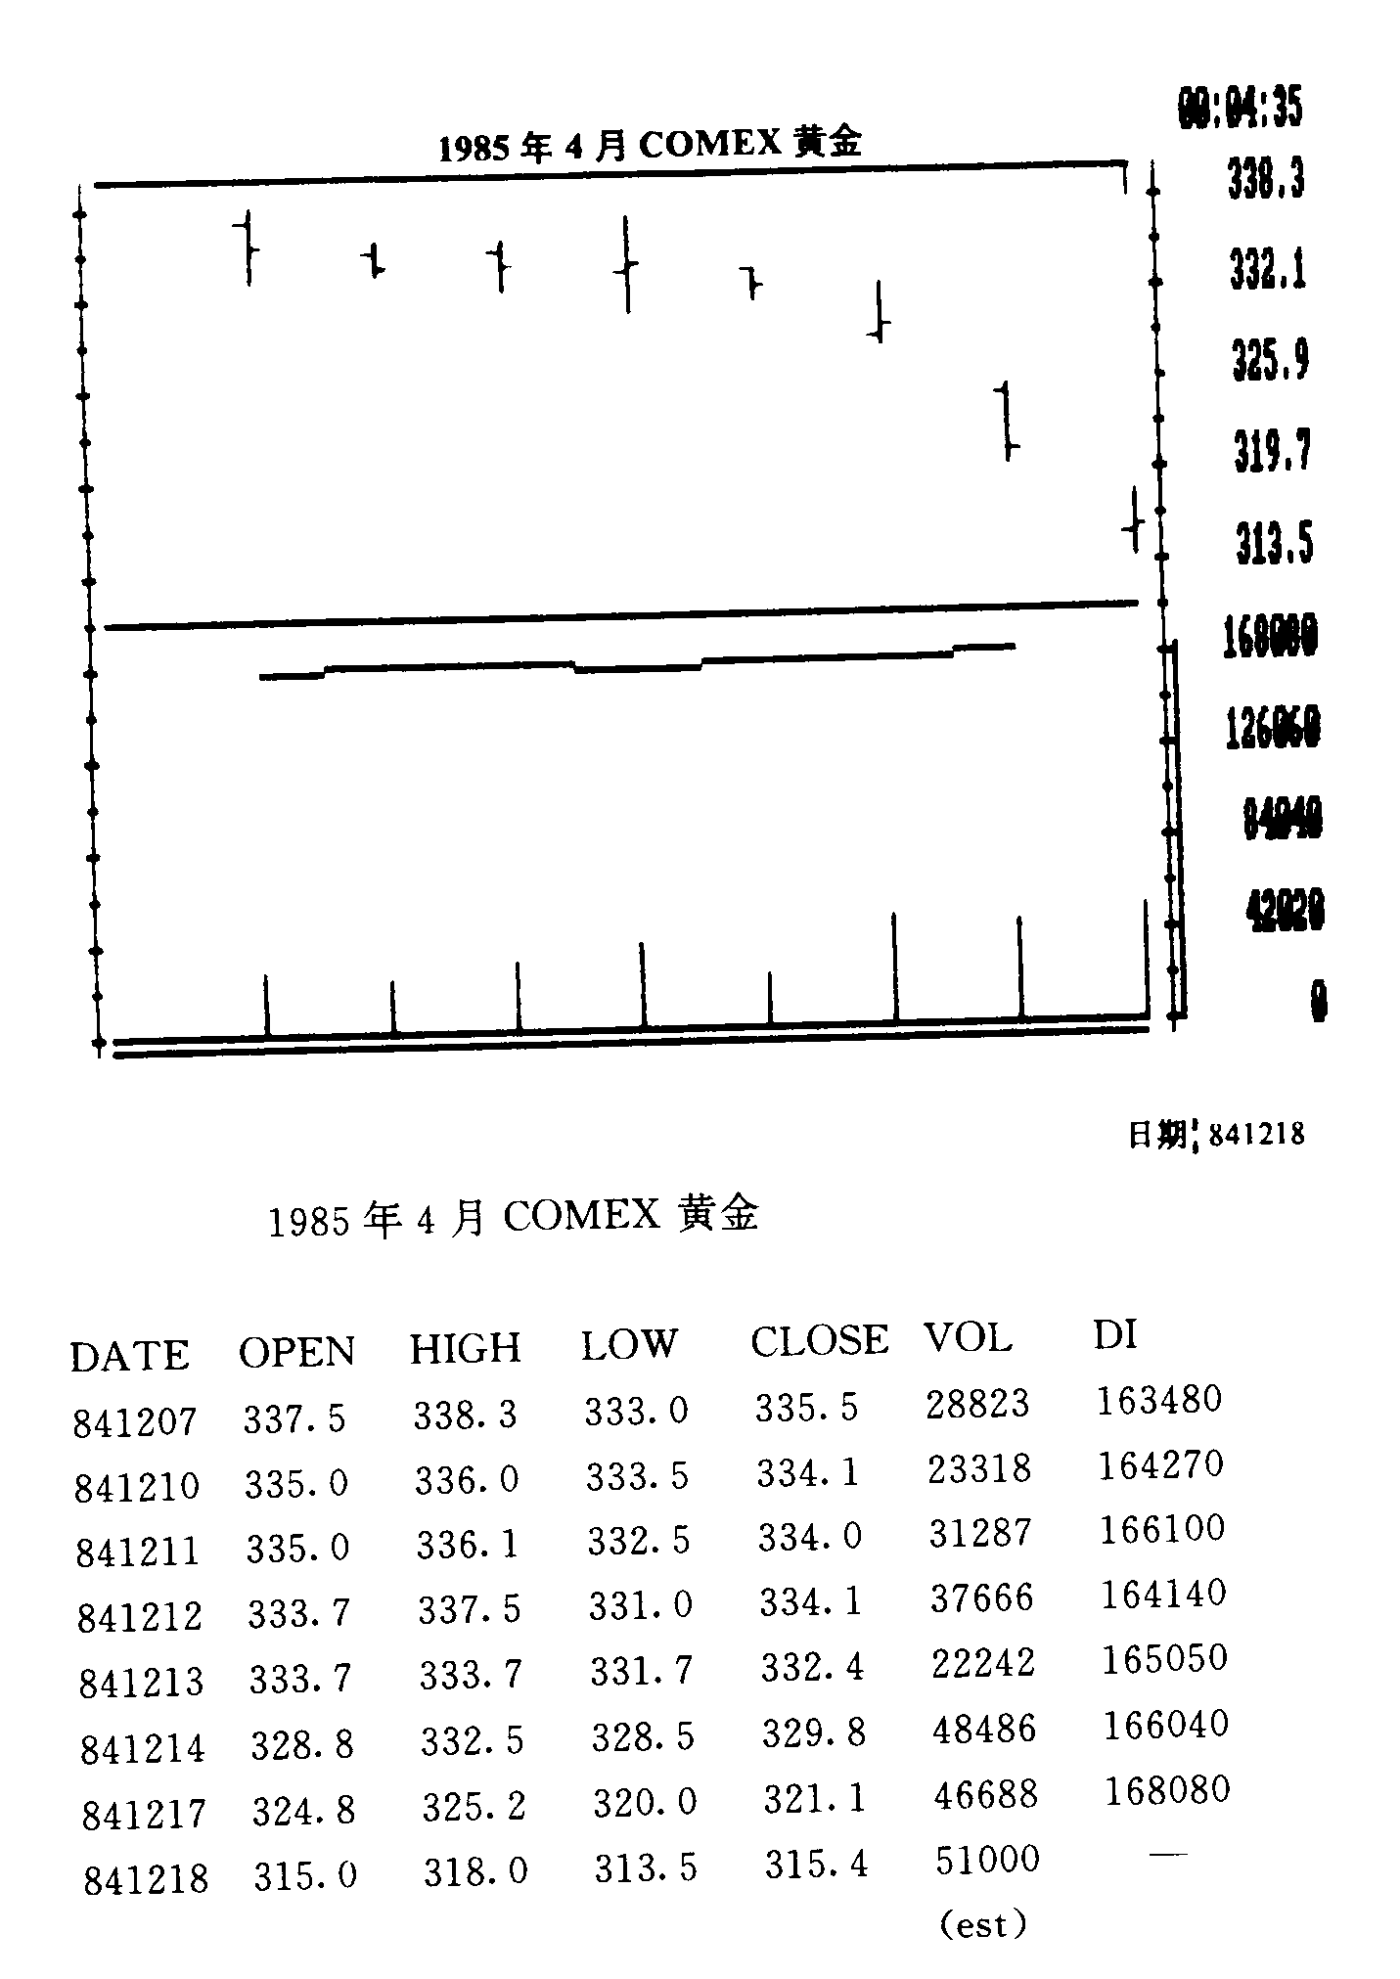 00:04:35
1985 年 4 月 COMEX 黄金
338.3
332.1
325.9
319.7
313.5
168080
126060
84040
42020
0
日期: 841218
1985 年 4 月 COMEX 黄金
DATE OPEN HIGH LOW CLOSE VOL DI
841207 337.5 338.3 333.0 335.5 28823 163480
841210 335.0 336.0 333.5 334.1 23318 164270
841211 335.0 336.1 332.5 334.0 31287 166100
841212 333.7 337.5 331.0 334.1 37666 164140
841213 333.7 333.7 331.7 332.4 22242 165050
841214 328.8 332.5 328.5 329.8 48486 166040
841217 324.8 325.2 320.0 321.1 46688 168080
841218 315.0 318.0 313.5 315.4 51000 —
(est)